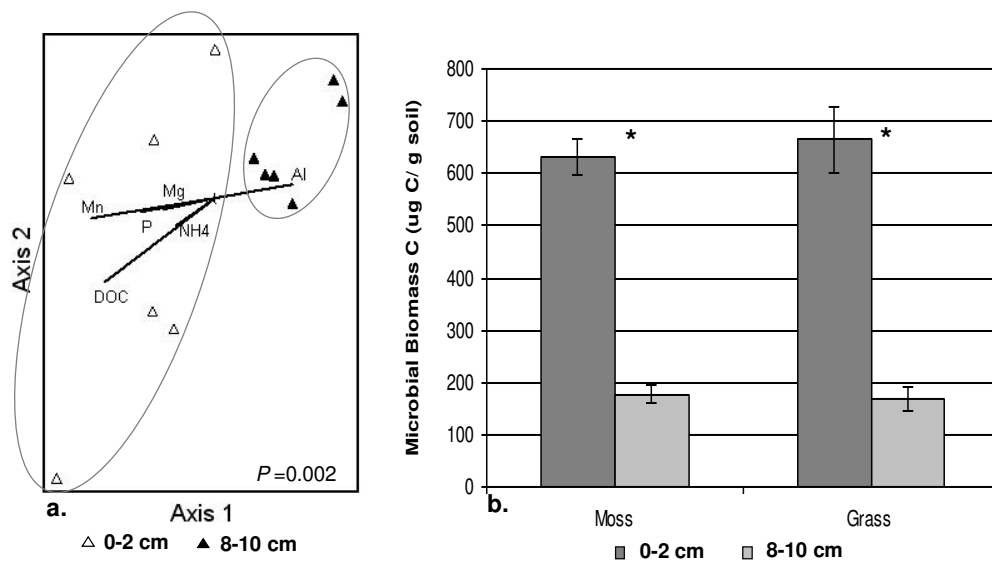 Axis 2
Al
Mg
Mn
P
NH4
DOC
P=0.002
a.
Axis 1
△ 0-2 cm ▲ 8-10 cm
Microbial Biomass C (ug C/ g soil)
800
700
600
500
400
300
200
100
0
*
*
b.
Moss
Grass
0-2 cm 8-10 cm